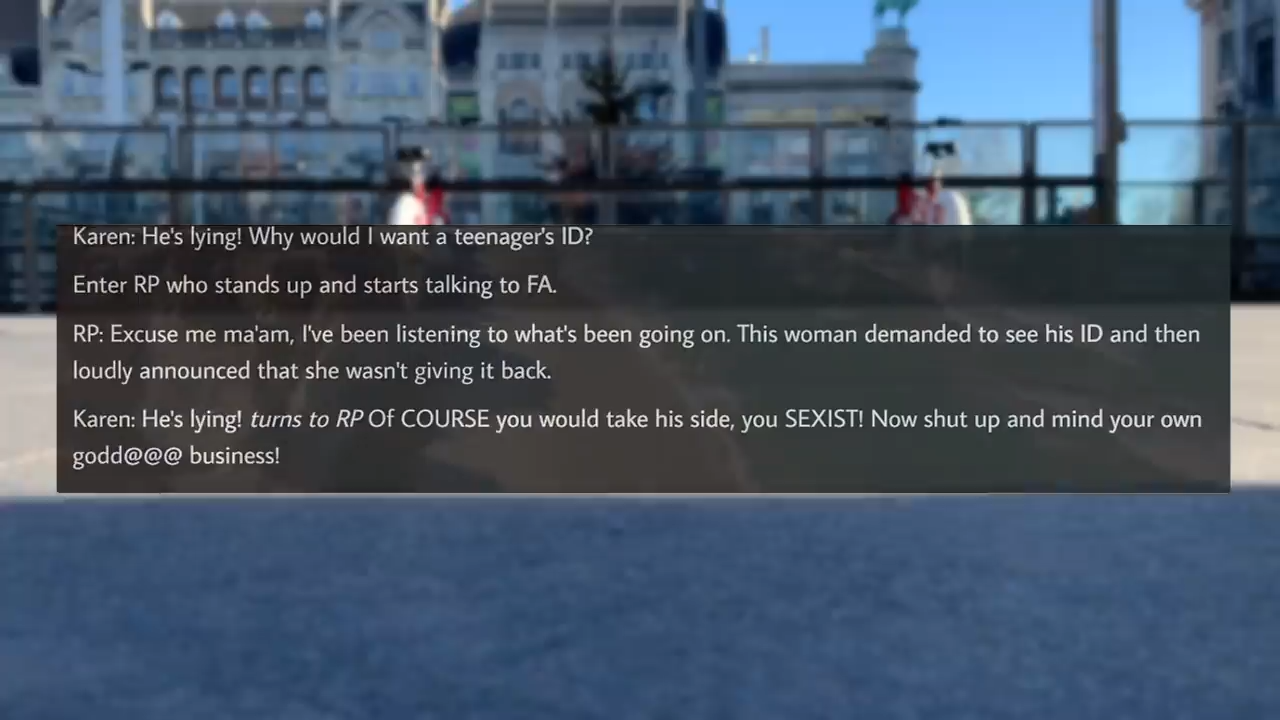 Karen: He's lying! Why would I want a teenager's ID?
Enter RP who stands up and starts talking to FA.
RP: Excuse me ma'am, I've been listening to what's been going on. This woman demanded to see his ID and then
loudly announced that she wasn't giving it back.
Karen: He's lying! turns to RP Of COURSE you would take his side, you SEXIST! Now shut up and mind your own
godd@@@ business!